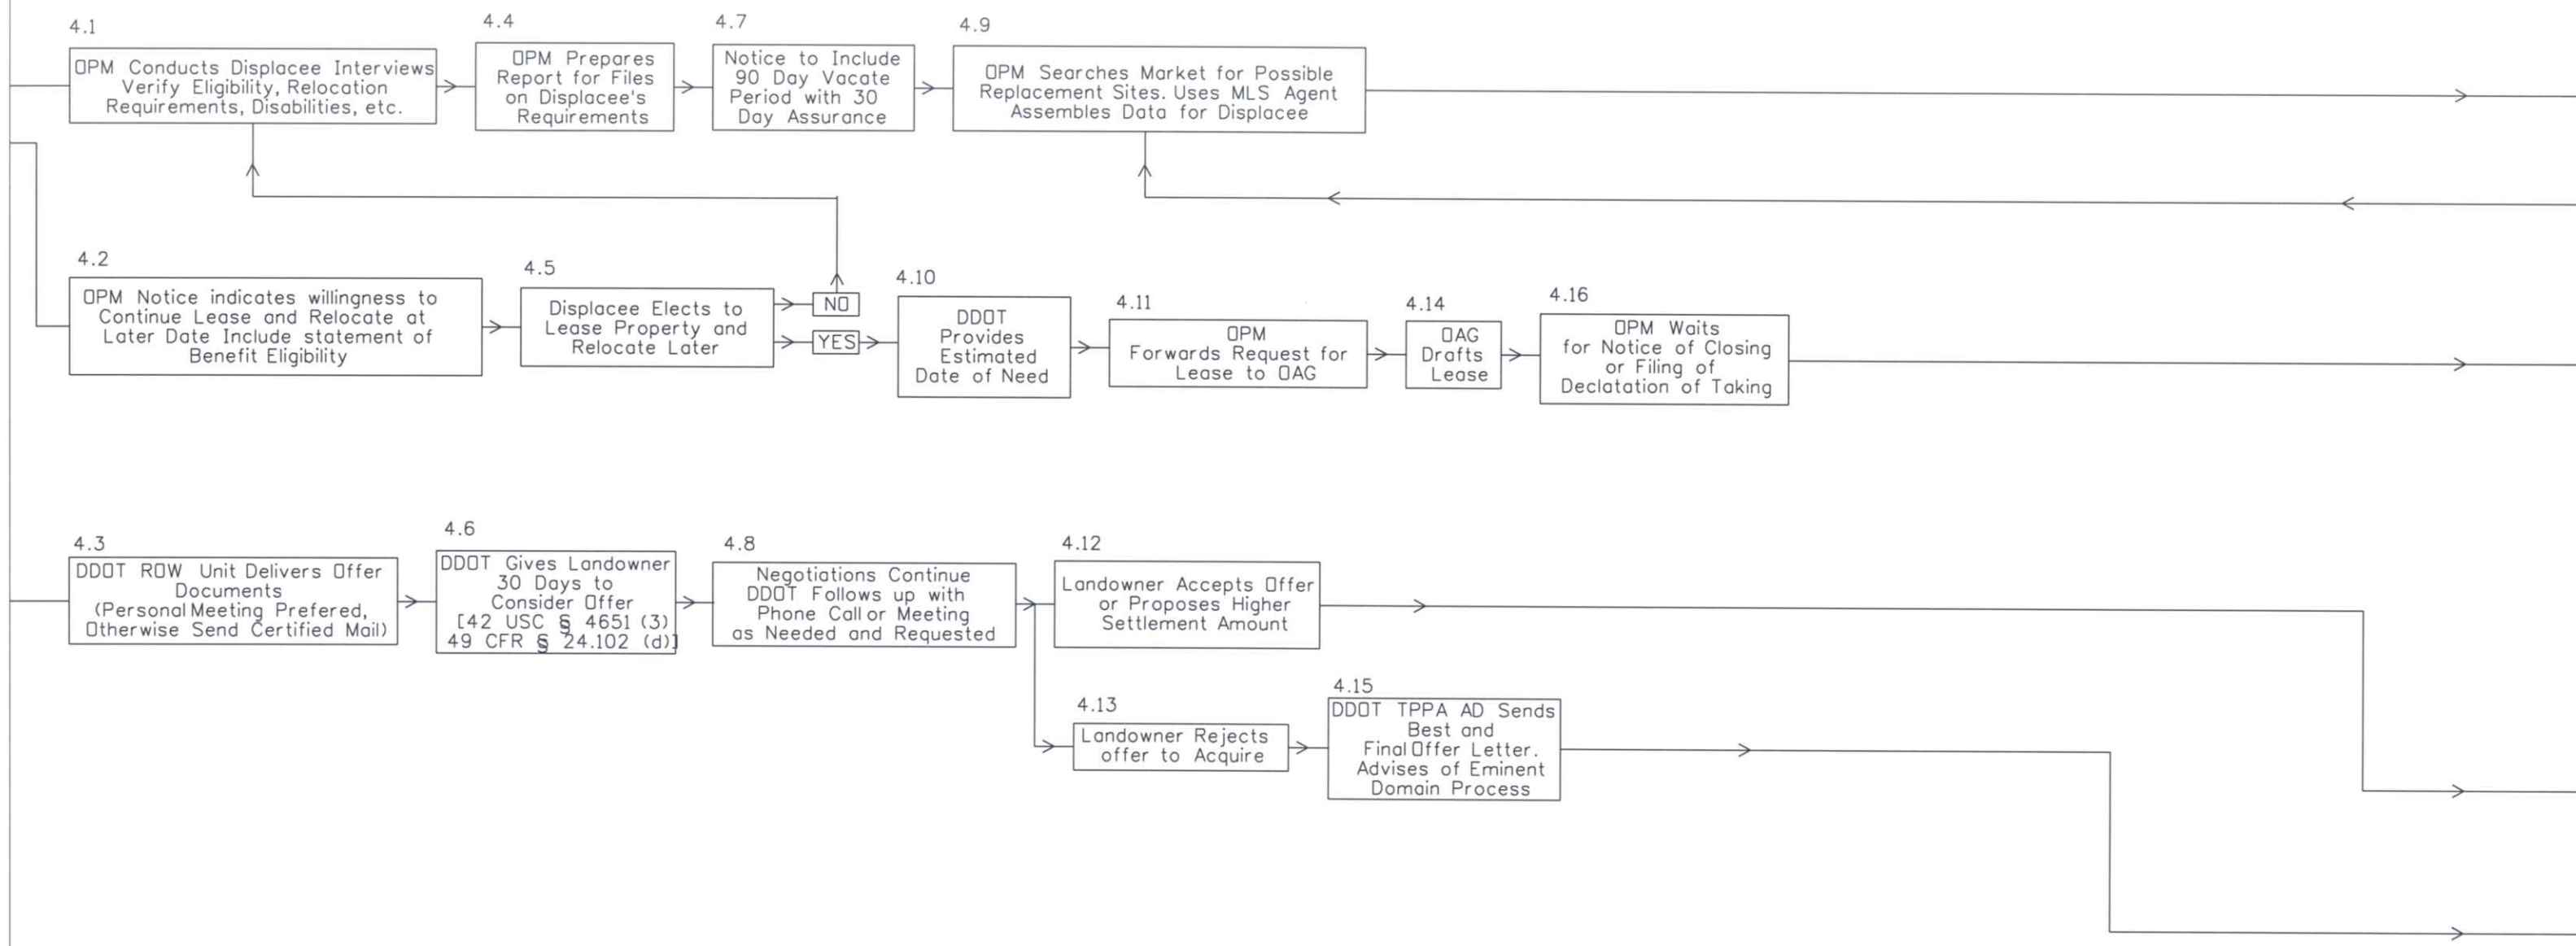 4.1
OPM Conducts Displacee Interviews
Verify Eligibility, Relocation
Requirements, Disabilities, etc.
4.4
OPM Prepares
Report for Files
on Displacee's
Requirements
4.7
Notice to Include
90 Day Vacate
Period with 30
Day Assurance
4.9
OPM Searches Market for Possible
Replacement Sites. Uses MLS Agent
Assembles Data for Displacee
4.2
OPM Notice indicates willingness to
Continue Lease and Relocate at
Later Date Include statement of
Benefit Eligibility
4.5
Displacee Elects to
Lease Property and
Relocate Later
NO
YES
4.10
DDOT
Provides
Estimated
Date of Need
4.11
OPM
Forwards Request for
Lease to OAG
4.14
OAG
Drafts
Lease
4.16
OPM Waits
for Notice of Closing
or Filing of
Declatation of Taking
4.3
DDOT ROW Unit Delivers Offer
Documents
(Personal Meeting Prefered,
Otherwise Send Certified Mail)
4.6
DDOT Gives Landowner
30 Days to
Consider Offer
[42 USC § 4651 (3)
49 CFR § 24.102 (d)]
4.8
Negotiations Continue
DDOT Follows up with
Phone Call or Meeting
as Needed and Requested
4.12
Landowner Accepts Offer
or Proposes Higher
Settlement Amount
4.13
Landowner Rejects
offer to Acquire
4.15
DDOT TPPA AD Sends
Best and
Final Offer Letter.
Advises of Eminent
Domain Process